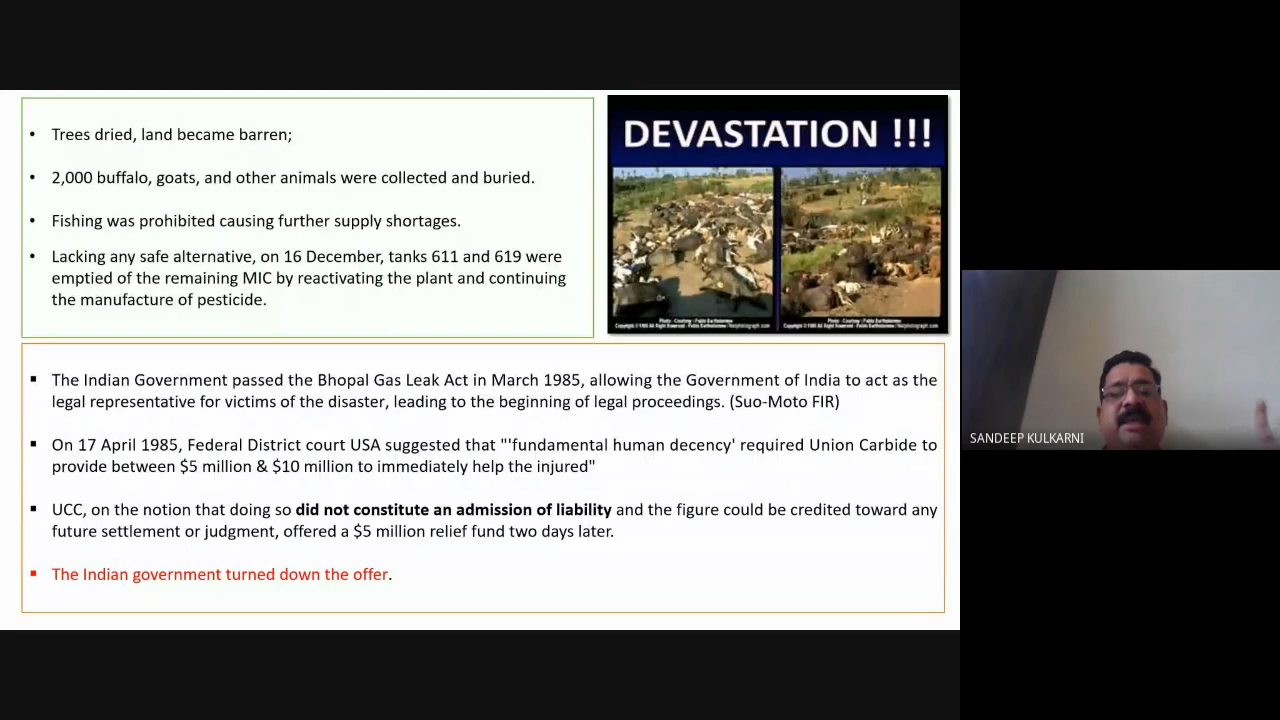 • Trees dried, land became barren;
• 2,000 buffalo, goats, and other animals were collected and buried.
• Fishing was prohibited causing further supply shortages.
• Lacking any safe alternative, on 16 December, tanks 611 and 619 were
emptied of the remaining MIC by reactivating the plant and continuing
the manufacture of pesticide.
DEVASTATION !!!
▪ The Indian Government passed the Bhopal Gas Leak Act in March 1985, allowing the Government of India to act as the
legal representative for victims of the disaster, leading to the beginning of legal proceedings. (Suo-Moto FIR)
▪ On 17 April 1985, Federal District court USA suggested that "'fundamental human decency' required Union Carbide to
provide between $5 million & $10 million to immediately help the injured"
▪ UCC, on the notion that doing so did not constitute an admission of liability and the figure could be credited toward any
future settlement or judgment, offered a $5 million relief fund two days later.
▪ The Indian government turned down the offer.
SANDEEP KULKARNI